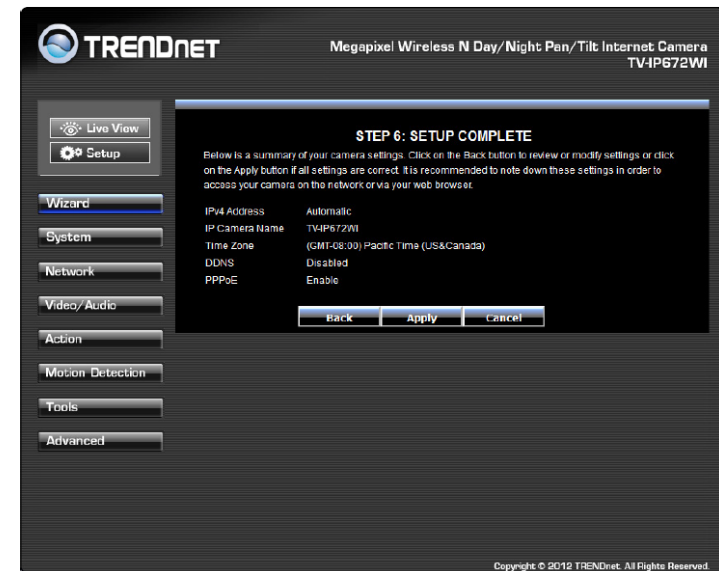 TRENDNET
Megapixel Wireless N Day/Night Pan/Tilt Internet Camera
TV-IP672WI
Live View
Setup
Wizard
System
Network
Video/Audio
Action
Motion Detection
Tools
Advanced
STEP 6: SETUP COMPLETE
Below is a summary of your camera settings. Click on the Back button to review or modify settings or click
on the Apply button if all settings are correct. It is recommended to note down these settings in order to
access your camera on the network or via your web browser.
IPv4 Address Automatic
IP Camera Name TV-IP672WI
Time Zone (GMT-08:00) Pacific Time (US&Canada)
DDNS Disabled
PPPoE Enable
Back Apply Cancel
Copyright © 2012 TRENDnet. All Rights Reserved.